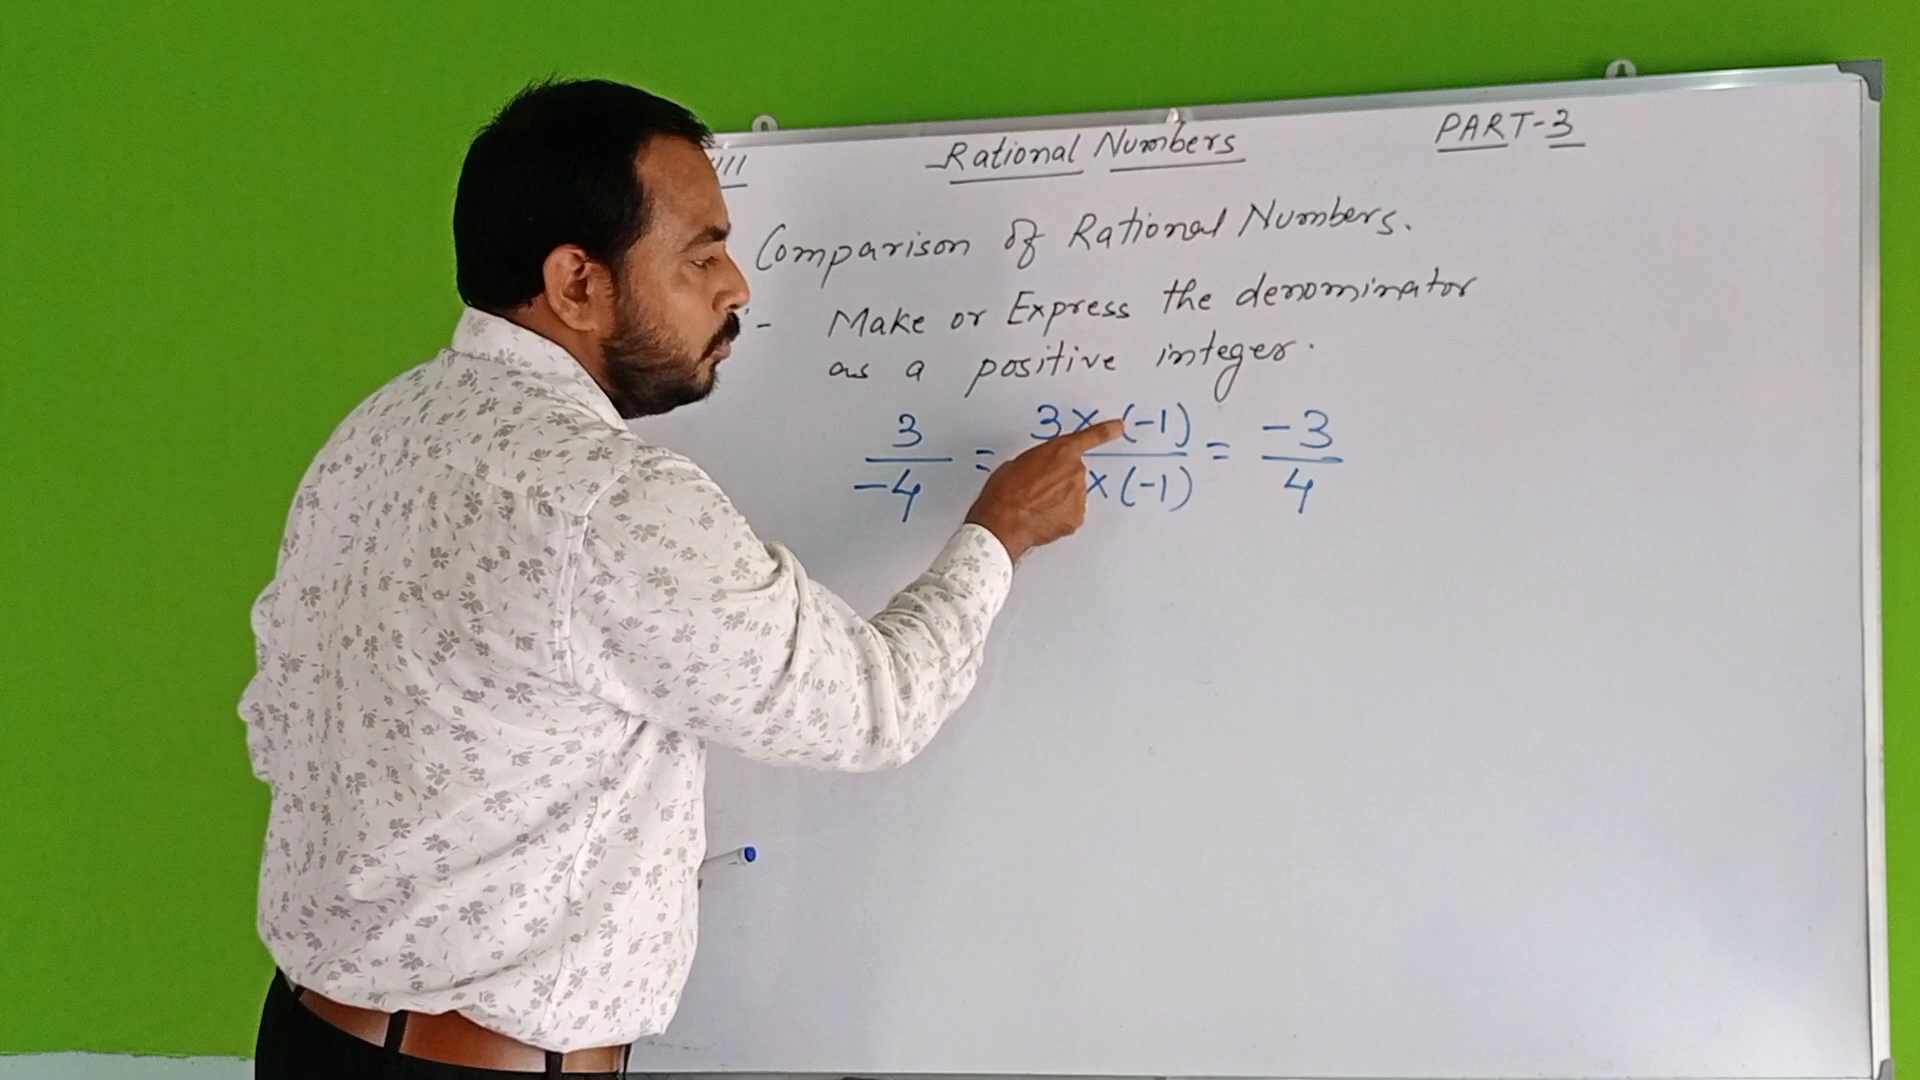 III Rational Numbers PART-3
Comparison of Rational Numbers.
- Make or Express the denominator
as a positive integer.
3/-4 = 3×(-1)/×(-1) = -3/4